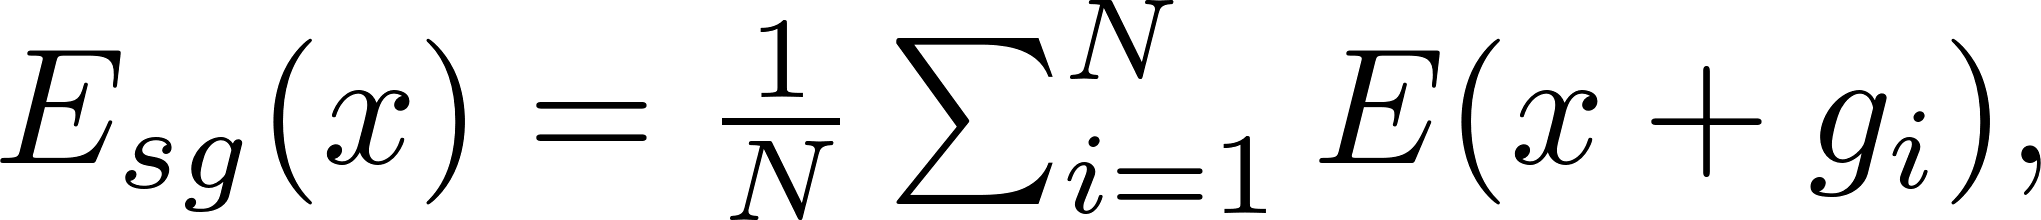 E_{sg}(x) = \frac{1}{N} \sum_{i=1}^{N} E(x + g_i),